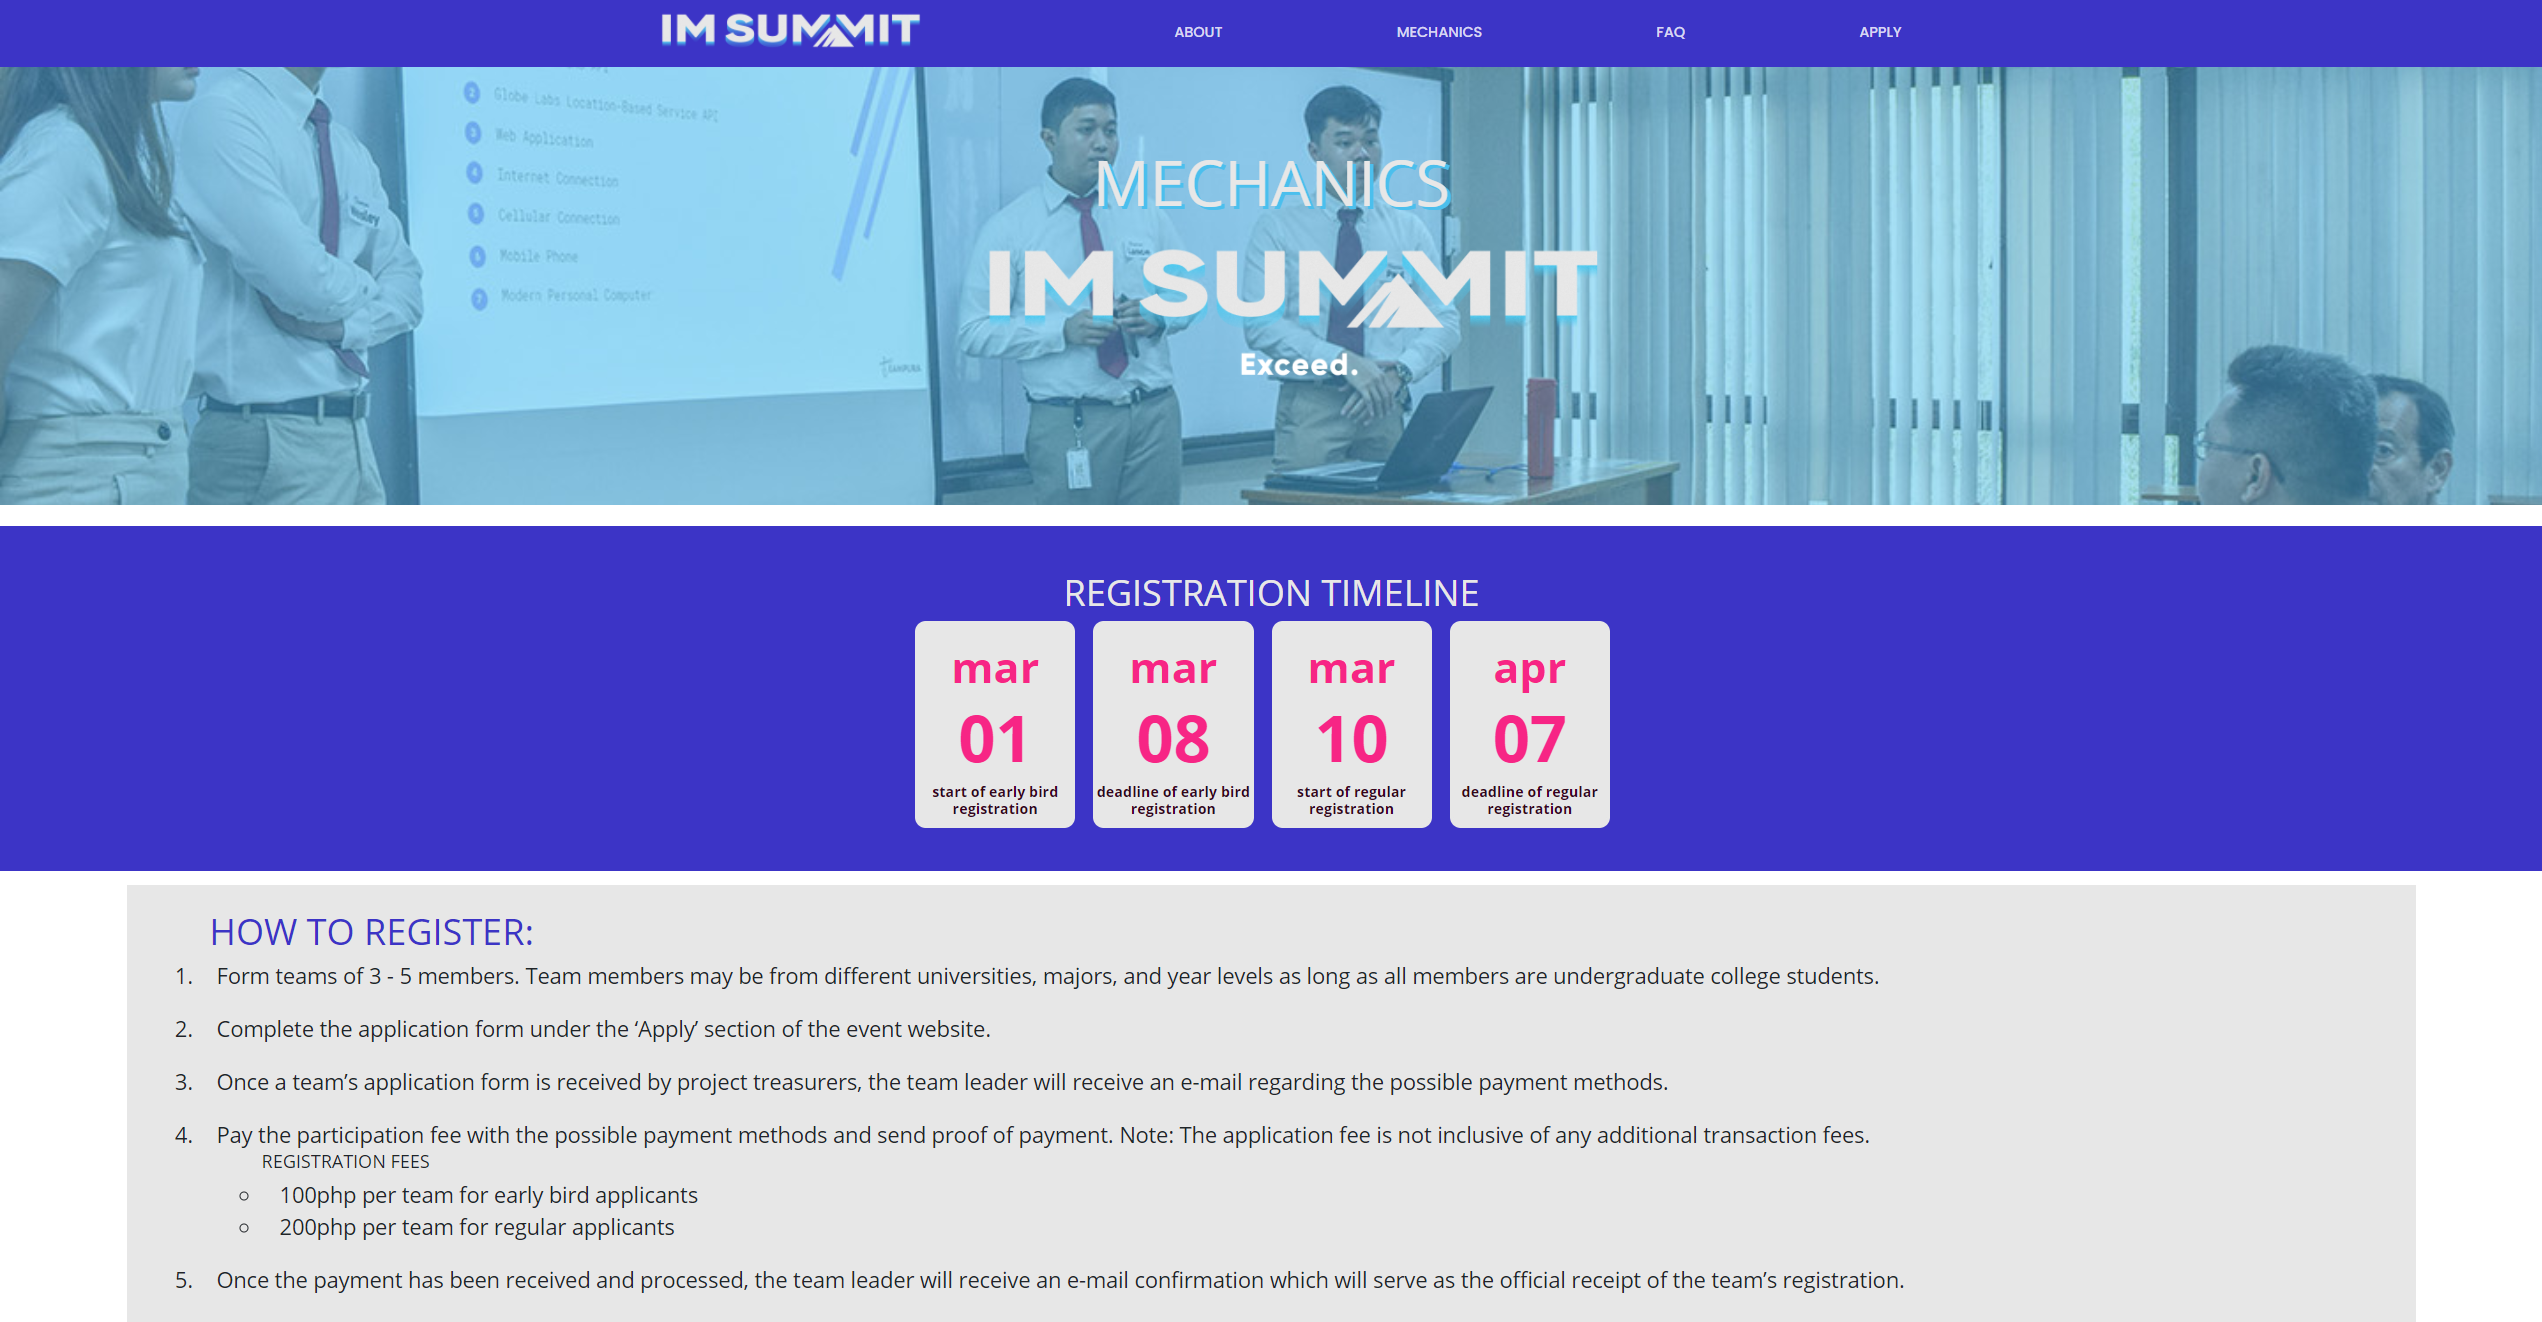 IM SUMMIT
ABOUT
MECHANICS
FAQ
APPLY
2 Globe Labs Location-Based Service API
3 Web Application
4 Internet Connection
5 Cellular Connection
6 Mobile Phone
7 Modern Personal Computer
MECHANICS
IM SUMMIT
Exceed.
REGISTRATION TIMELINE
mar
01
start of early bird
registration
mar
08
deadline of early bird
registration
mar
10
start of regular
registration
apr
07
deadline of regular
registration
HOW TO REGISTER:
1. Form teams of 3 - 5 members. Team members may be from different universities, majors, and year levels as long as all members are undergraduate college students.
2. Complete the application form under the ‘Apply’ section of the event website.
3. Once a team’s application form is received by project treasurers, the team leader will receive an e-mail regarding the possible payment methods.
4. Pay the participation fee with the possible payment methods and send proof of payment. Note: The application fee is not inclusive of any additional transaction fees.
REGISTRATION FEES
○ 100php per team for early bird applicants
○ 200php per team for regular applicants
5. Once the payment has been received and processed, the team leader will receive an e-mail confirmation which will serve as the official receipt of the team’s registration.